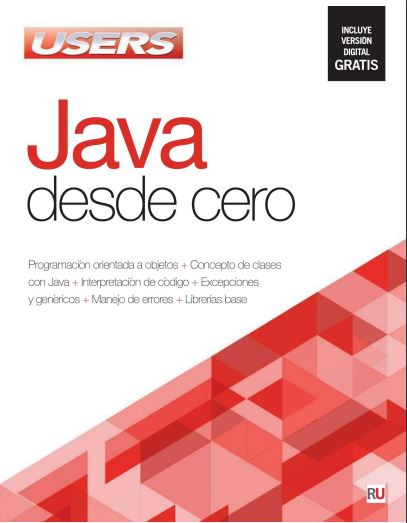 USERS
INCLUYE
VERSIÓN
DIGITAL
GRATIS
Java
desde cero
Programación orientada a objetos + Concepto de clases
con Java + Interpretación de código + Excepciones
y genéricos + Manejo de errores + Librerías base
RU